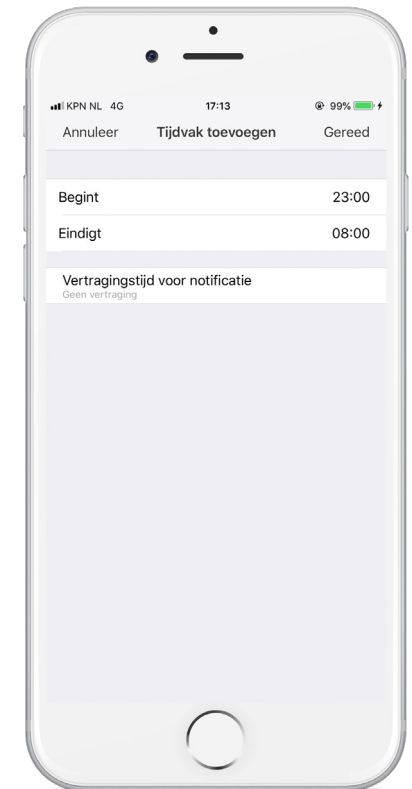 KPN NL 4G 17:13 99%
Annuleer Tijdvak toevoegen Gereed
Begint 23:00
Eindigt 08:00
Vertragingstijd voor notificatie
Geen vertraging